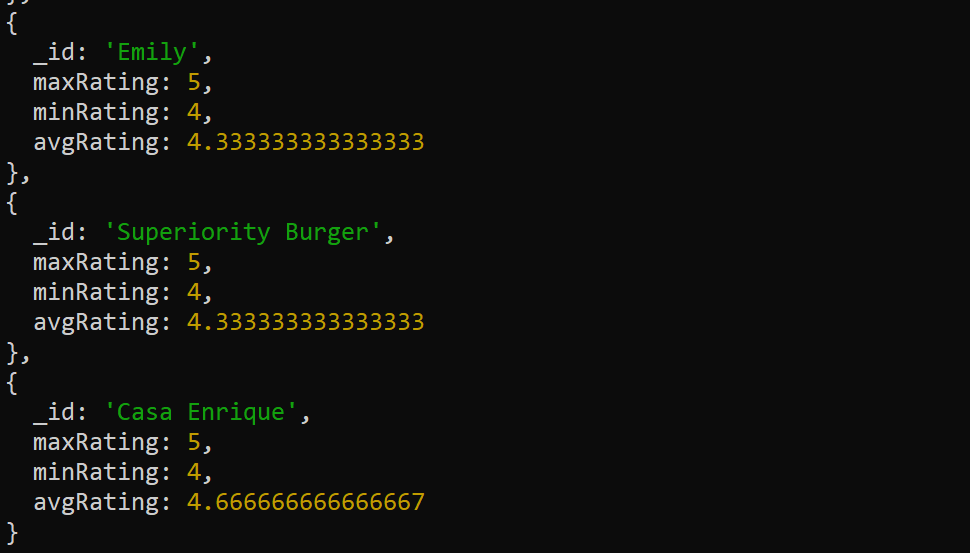 },
{
  _id: 'Emily',
  maxRating: 5,
  minRating: 4,
  avgRating: 4.333333333333333
},
{
  _id: 'Superiority Burger',
  maxRating: 5,
  minRating: 4,
  avgRating: 4.333333333333333
},
{
  _id: 'Casa Enrique',
  maxRating: 5,
  minRating: 4,
  avgRating: 4.666666666666667
}